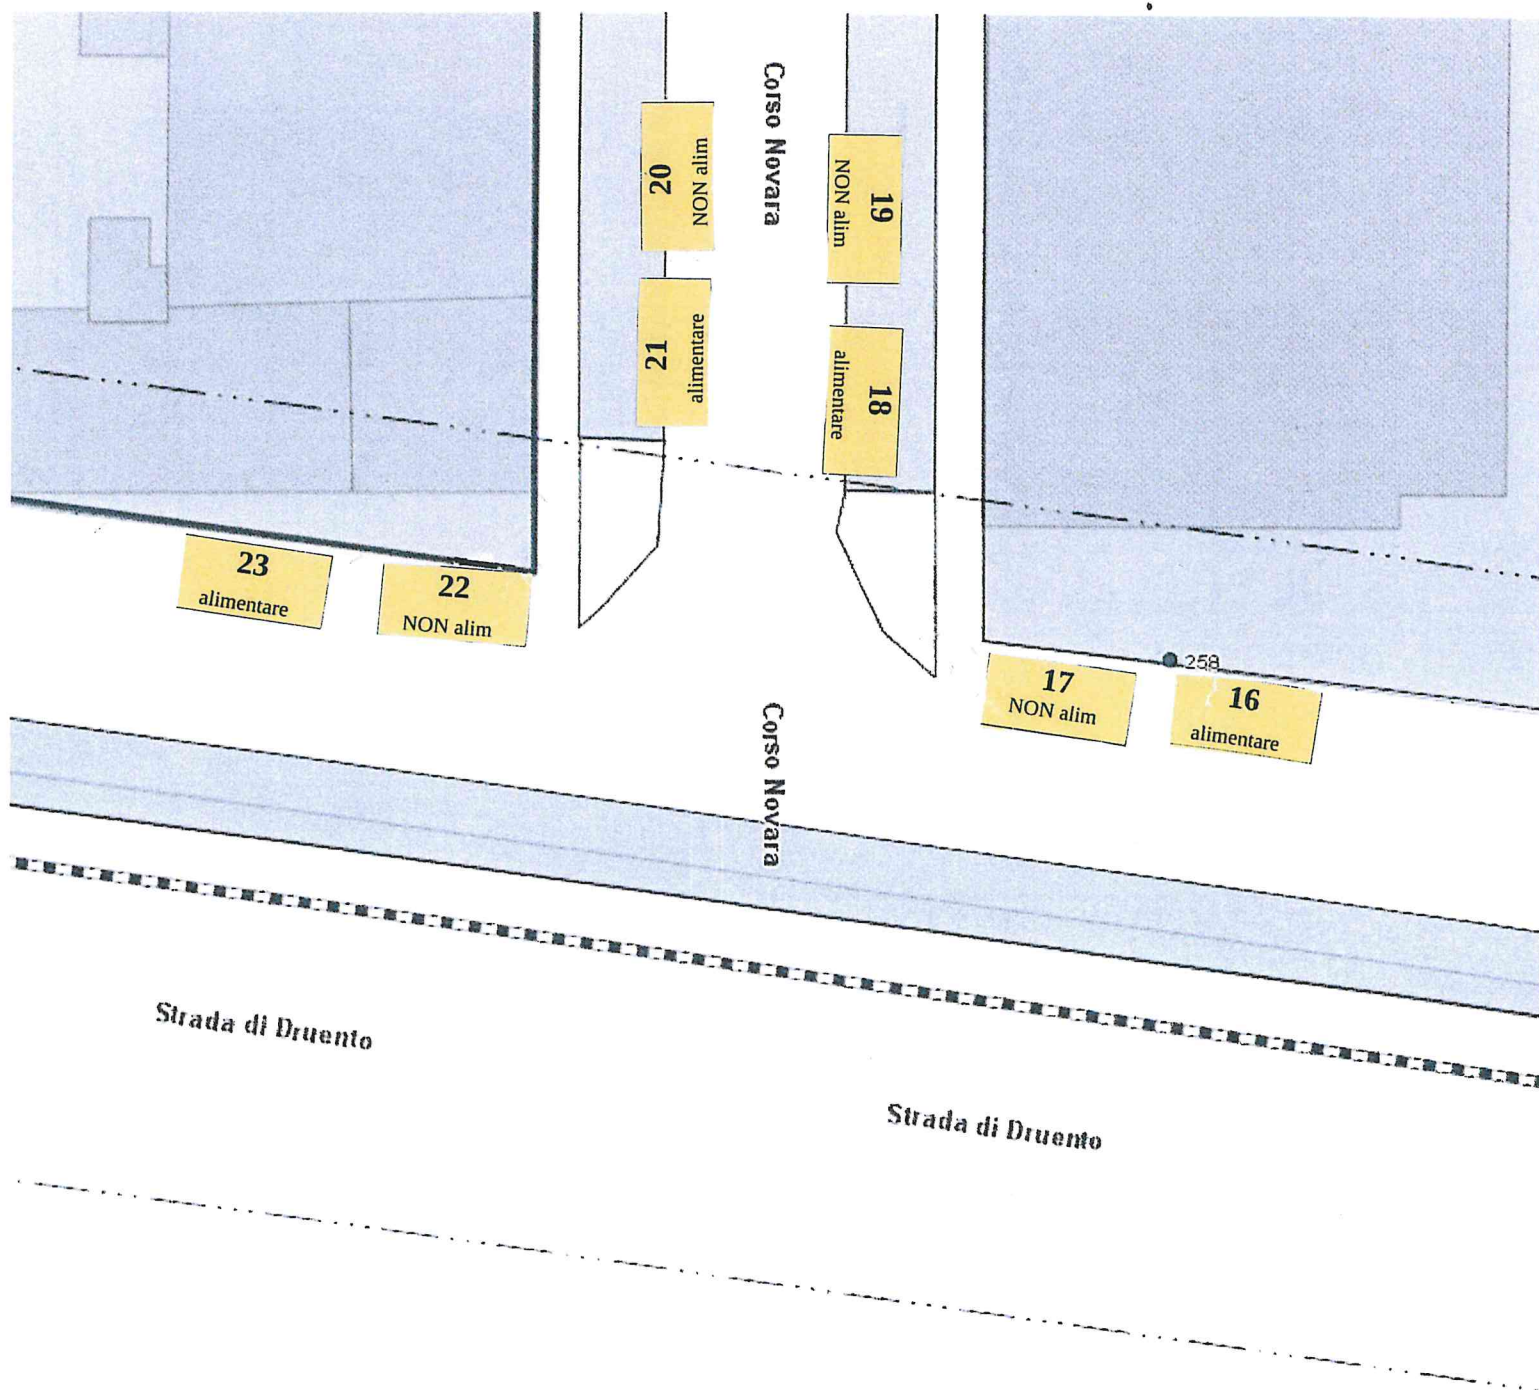 Corso Novara
20
NON alim
19
NON alim
21
alimentare
18
alimentare
23
alimentare
22
NON alim
258
17
NON alim
16
alimentare
Corso Novara
Strada di Druento
Strada di Druento